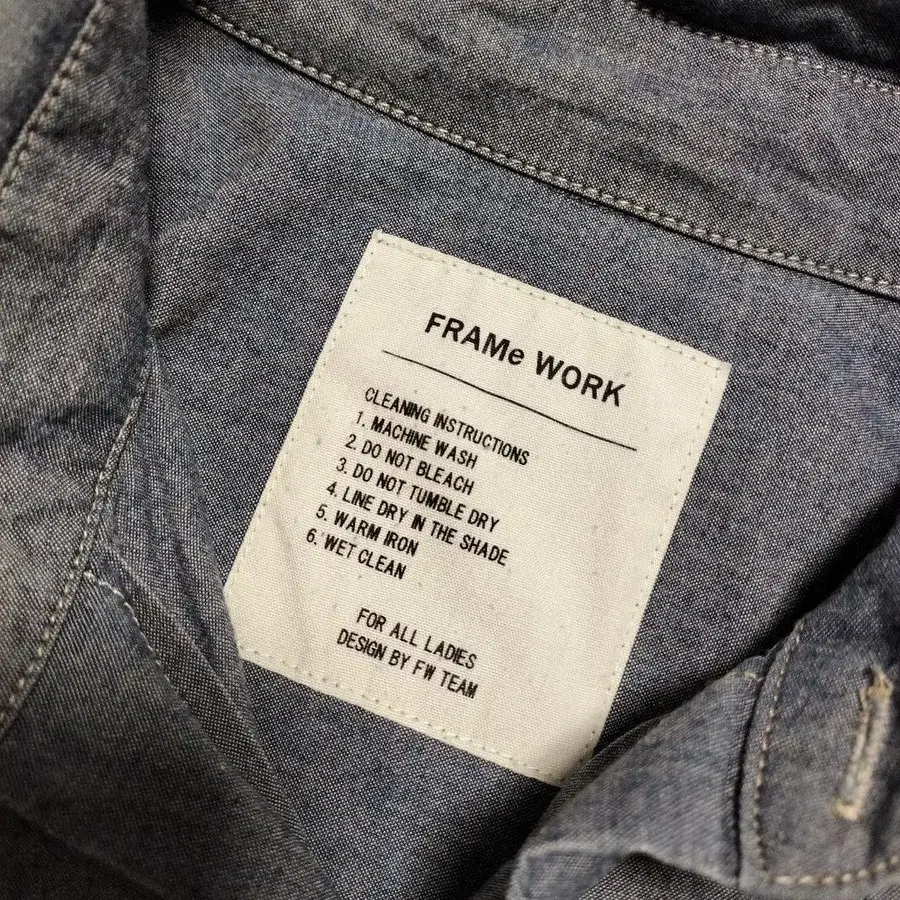 FRAMe WORK
CLEANING INSTRUCTIONS
1. MACHINE WASH
2. DO NOT BLEACH
3. DO NOT TUMBLE DRY
4. LINE DRY IN THE SHADE
5. WARM IRON
6. WET CLEAN
FOR ALL LADIES
DESIGN BY FW TEAM